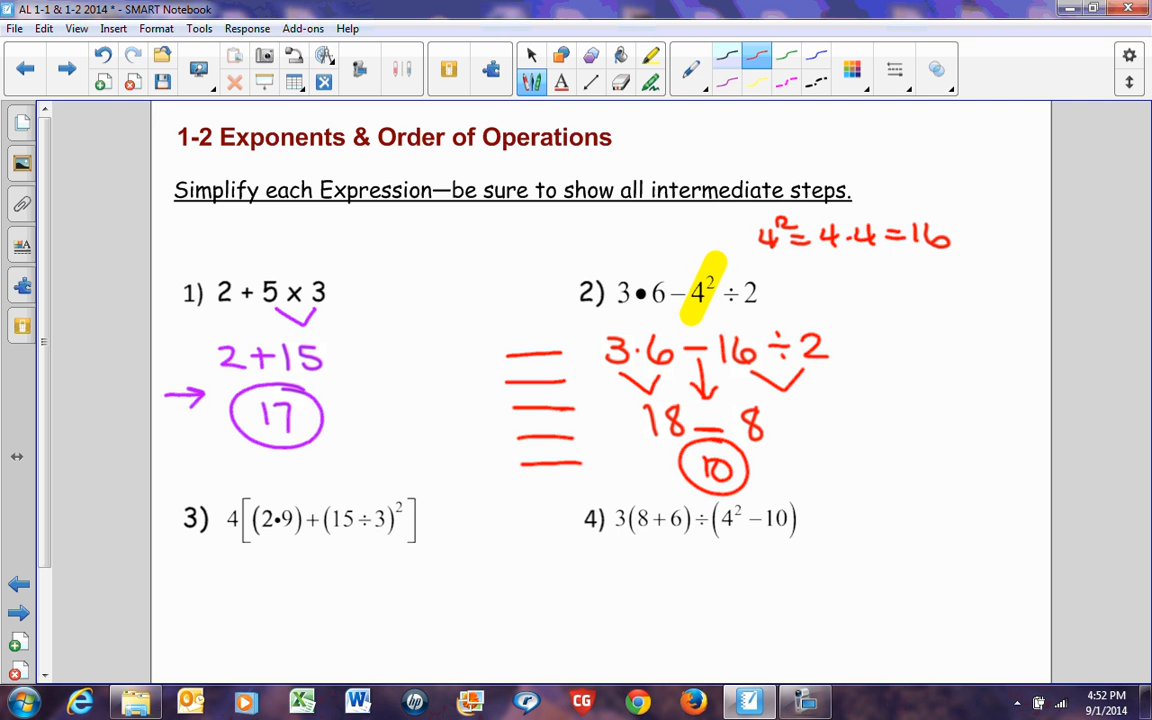 AL 1-1 & 1-2 2014 * - SMART Notebook
File Edit View Insert Format Tools Response Add-ons Help
1-2 Exponents & Order of Operations
Simplify each Expression—be sure to show all intermediate steps.
4² = 4 · 4 = 16
1) 2 + 5 x 3
2 + 15
→ 17
2) 3 • 6 – 4² ÷ 2
3 · 6 – 16 ÷ 2
18 – 8
10
3) 4[(2•9)+(15÷3)²]
4) 3(8+6)÷(4²–10)
CG
4:52 PM
9/1/2014